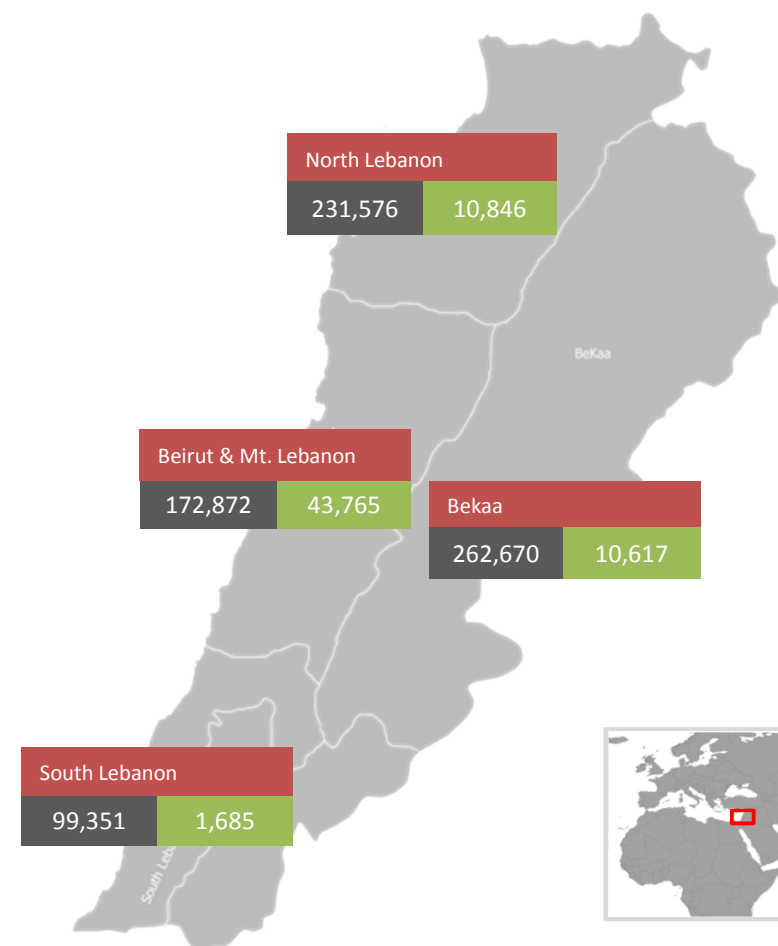 North Lebanon
231,576 10,846
BeKaa
Beirut & Mt. Lebanon
172,872 43,765
Bekaa
262,670 10,617
South Lebanon
99,351 1,685
South